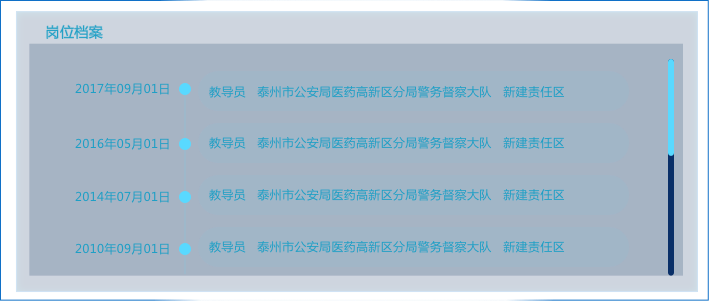 岗位档案
2017年09月01日 教导员 泰州市公安局医药高新区分局警务督察大队 新建责任区
2016年05月01日 教导员 泰州市公安局医药高新区分局警务督察大队 新建责任区
2014年07月01日 教导员 泰州市公安局医药高新区分局警务督察大队 新建责任区
2010年09月01日 教导员 泰州市公安局医药高新区分局警务督察大队 新建责任区